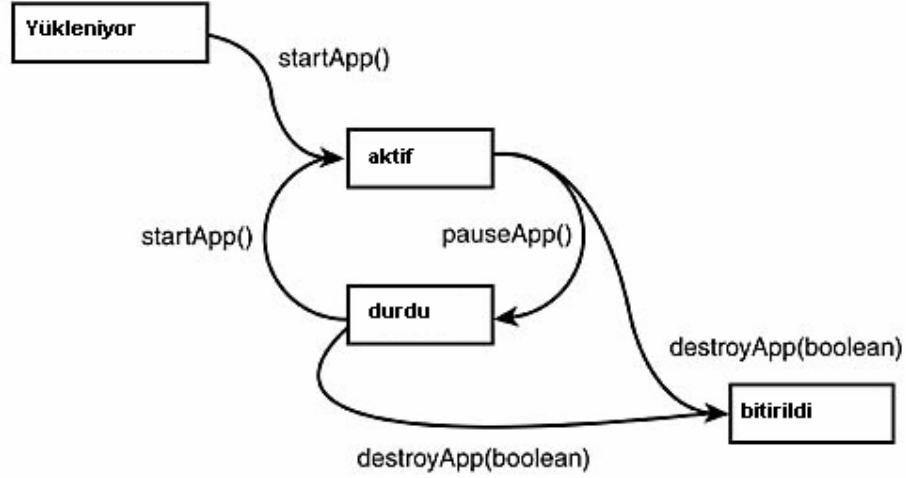 Yükleniyor
startApp()
aktif
startApp()
pauseApp()
durdu
destroyApp(boolean)
bitirildi
destroyApp(boolean)